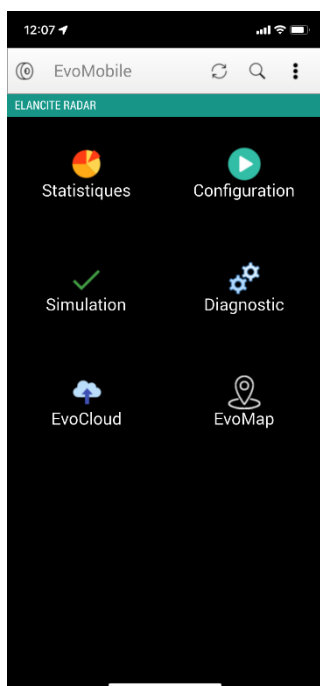 12:07
EvoMobile
ELANCITE RADAR
Statistiques Configuration
Simulation Diagnostic
EvoCloud EvoMap